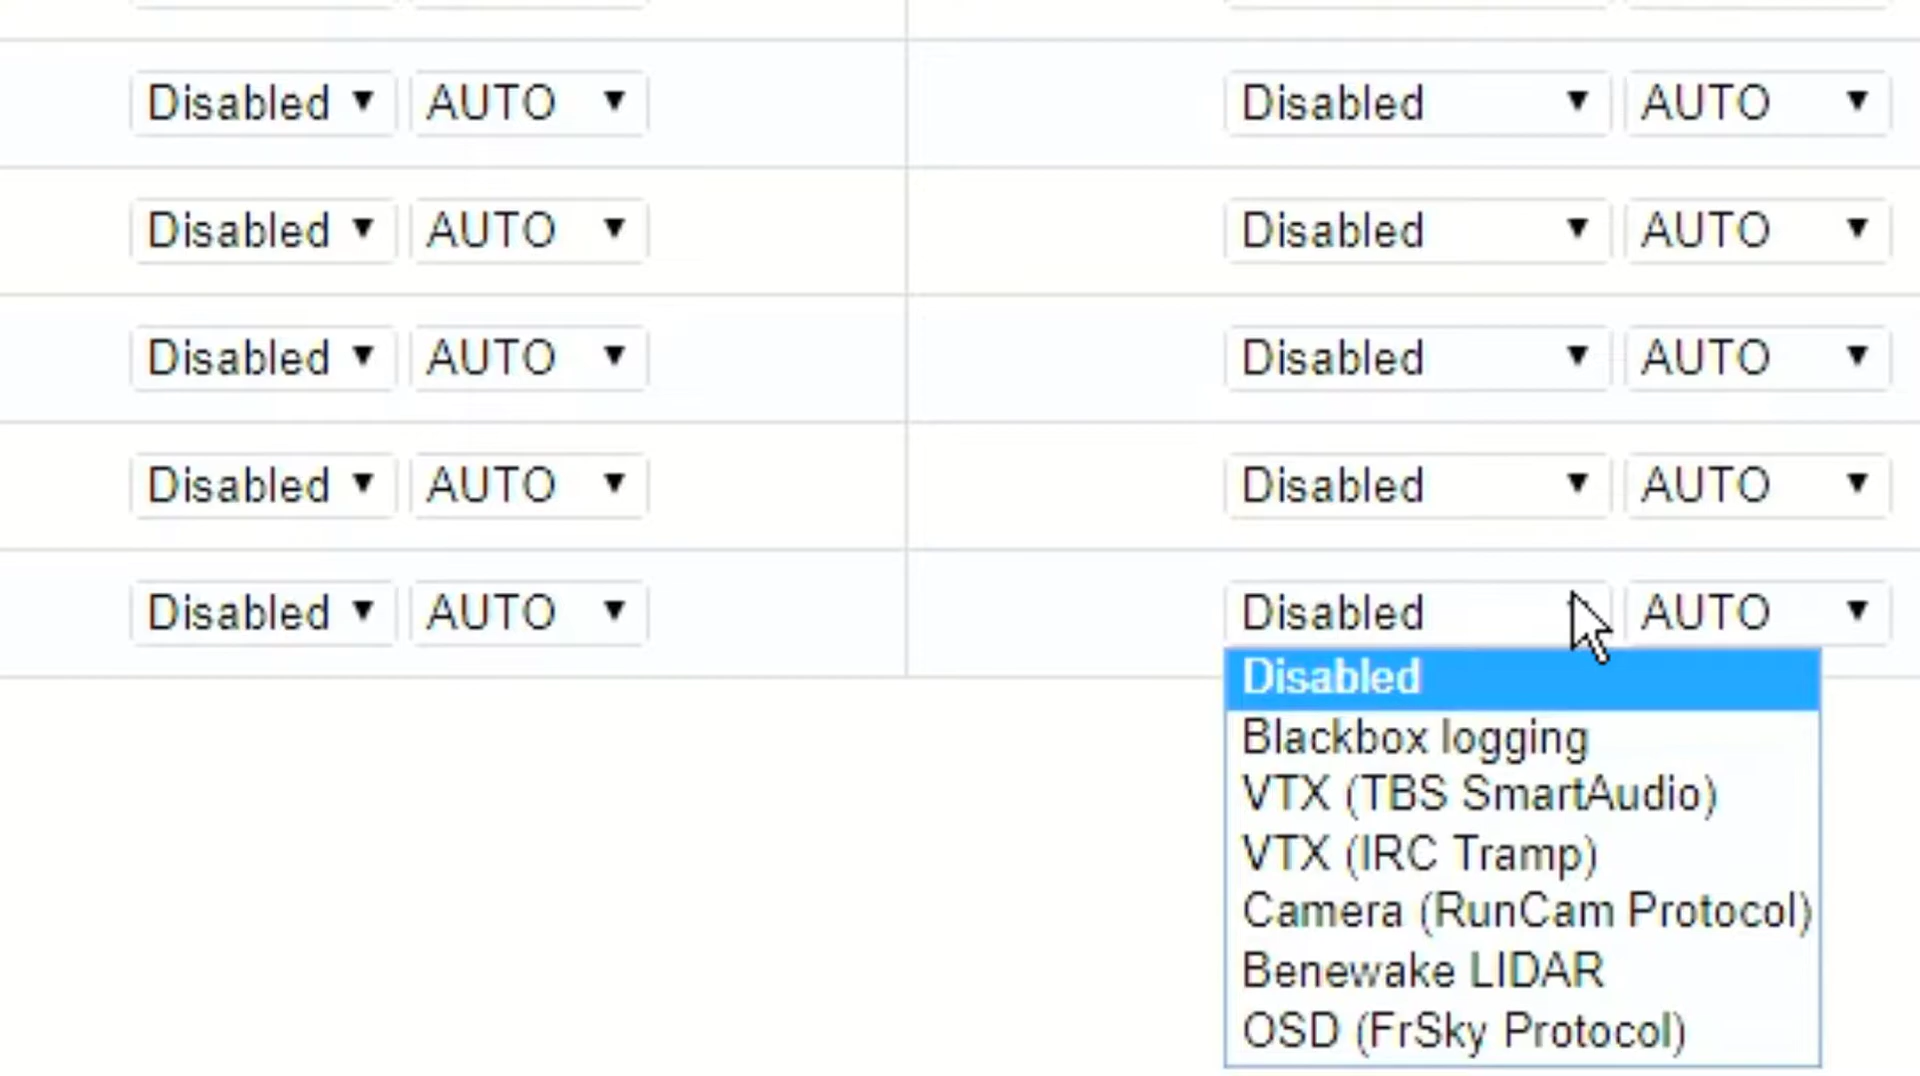 Disabled AUTO Disabled AUTO
Disabled AUTO Disabled AUTO
Disabled AUTO Disabled AUTO
Disabled AUTO Disabled AUTO
Disabled AUTO Disabled AUTO
Disabled
Blackbox logging
VTX (TBS SmartAudio)
VTX (IRC Tramp)
Camera (RunCam Protocol)
Benewake LIDAR
OSD (FrSky Protocol)